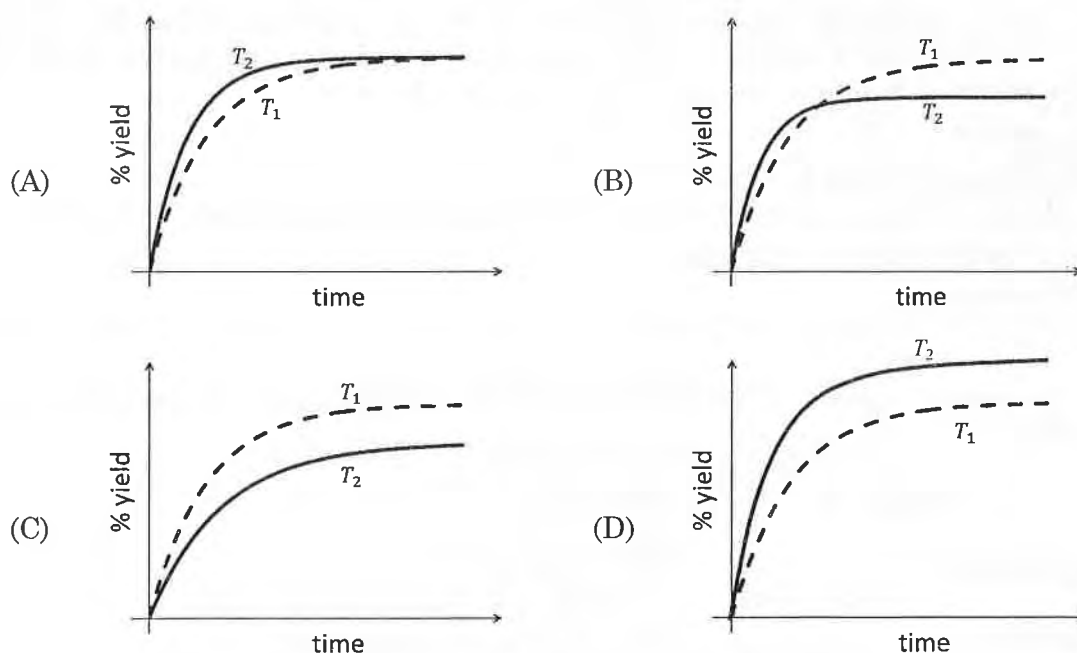 (A)
% yield
T₂
T₁
time
(B)
% yield
T₁
T₂
time
(C)
% yield
T₁
T₂
time
(D)
% yield
T₂
T₁
time